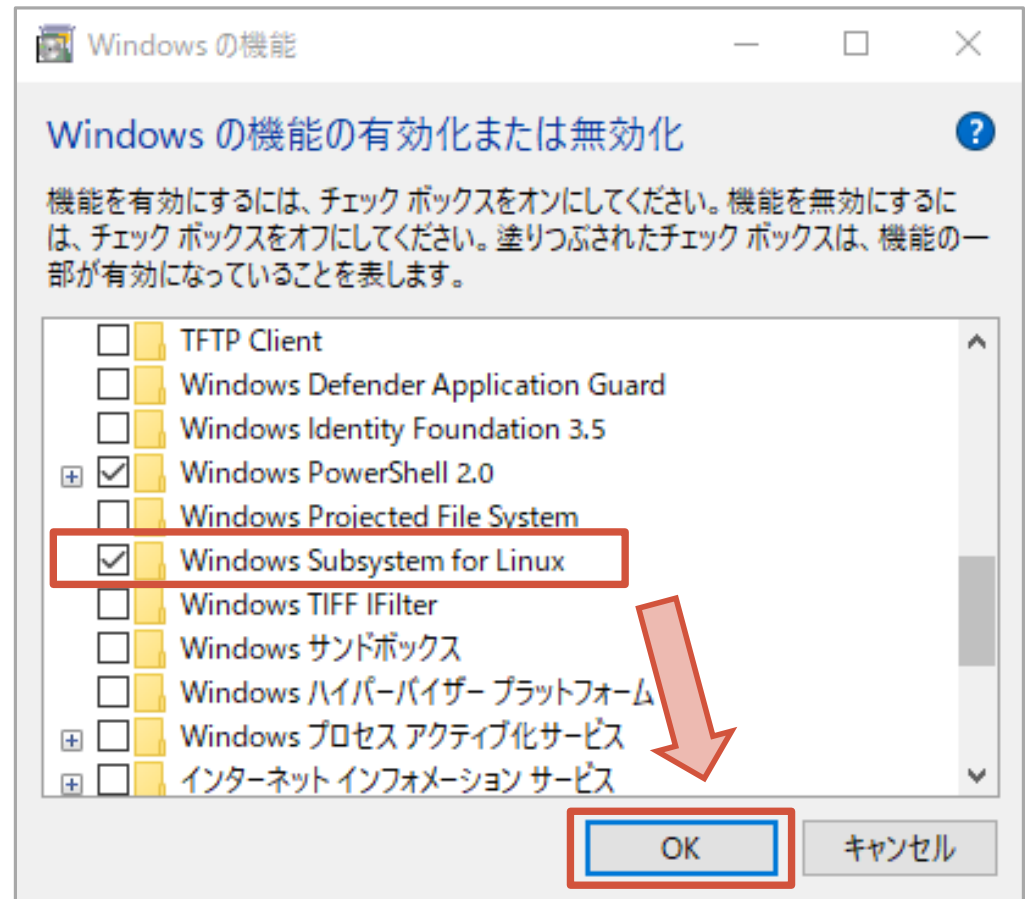 Windows の機能
Windows の機能の有効化または無効化
?
機能を有効にするには、チェック ボックスをオンにしてください。機能を無効にするに
は、チェック ボックスをオフにしてください。塗りつぶされたチェック ボックスは、機能の一
部が有効になっていることを表します。
TFTP Client
Windows Defender Application Guard
Windows Identity Foundation 3.5
Windows PowerShell 2.0
Windows Projected File System
Windows Subsystem for Linux
Windows TIFF IFilter
Windows サンドボックス
Windows ハイパーバイザー プラットフォーム
Windows プロセス アクティブ化サービス
インターネット インフォメーション サービス
OK
キャンセル